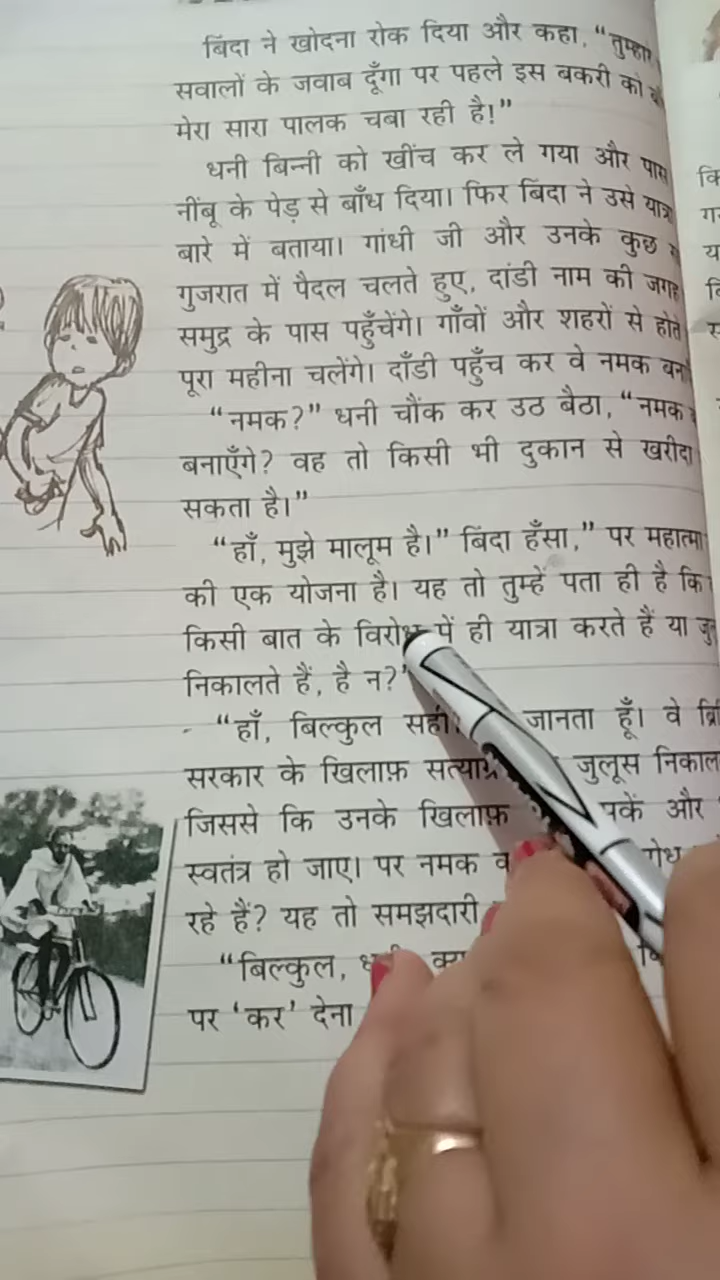 बिंदा ने खोदना रोक दिया और कहा, “तुम्हारे
सवालों के जवाब दूँगा पर पहले इस बकरी को
मेरा सारा पालक चबा रही है!”
धनी बिन्नी को खींच कर ले गया और पास
नींबू के पेड़ से बाँध दिया। फिर बिंदा ने उसे यात्रा
बारे में बताया। गांधी जी और उनके कुछ
गुजरात में पैदल चलते हुए, दांडी नाम की जगह
समुद्र के पास पहुँचेंगे। गाँवों और शहरों से होते
पूरा महीना चलेंगे। दाँडी पहुँच कर वे नमक
“नमक?” धनी चौंक कर उठ बैठा, “नमक
बनाएँगे? वह तो किसी भी दुकान से खरीदा
सकता है।”
“हाँ, मुझे मालूम है।” बिंदा हँसा,” पर महात्मा
की एक योजना है। यह तो तुम्हें पता ही है कि
किसी बात के विरोध में ही यात्रा करते हैं या
निकालते हैं, है न?”
“हाँ, बिल्कुल सही। जानता हूँ। वे
सरकार के खिलाफ़ जुलूस
जिससे कि उनके खिलाफ़ और
स्वतंत्र हो जाए। पर नमक
रहे हैं? यह तो समझदारी
“बिल्कुल,
पर ‘कर’ देना